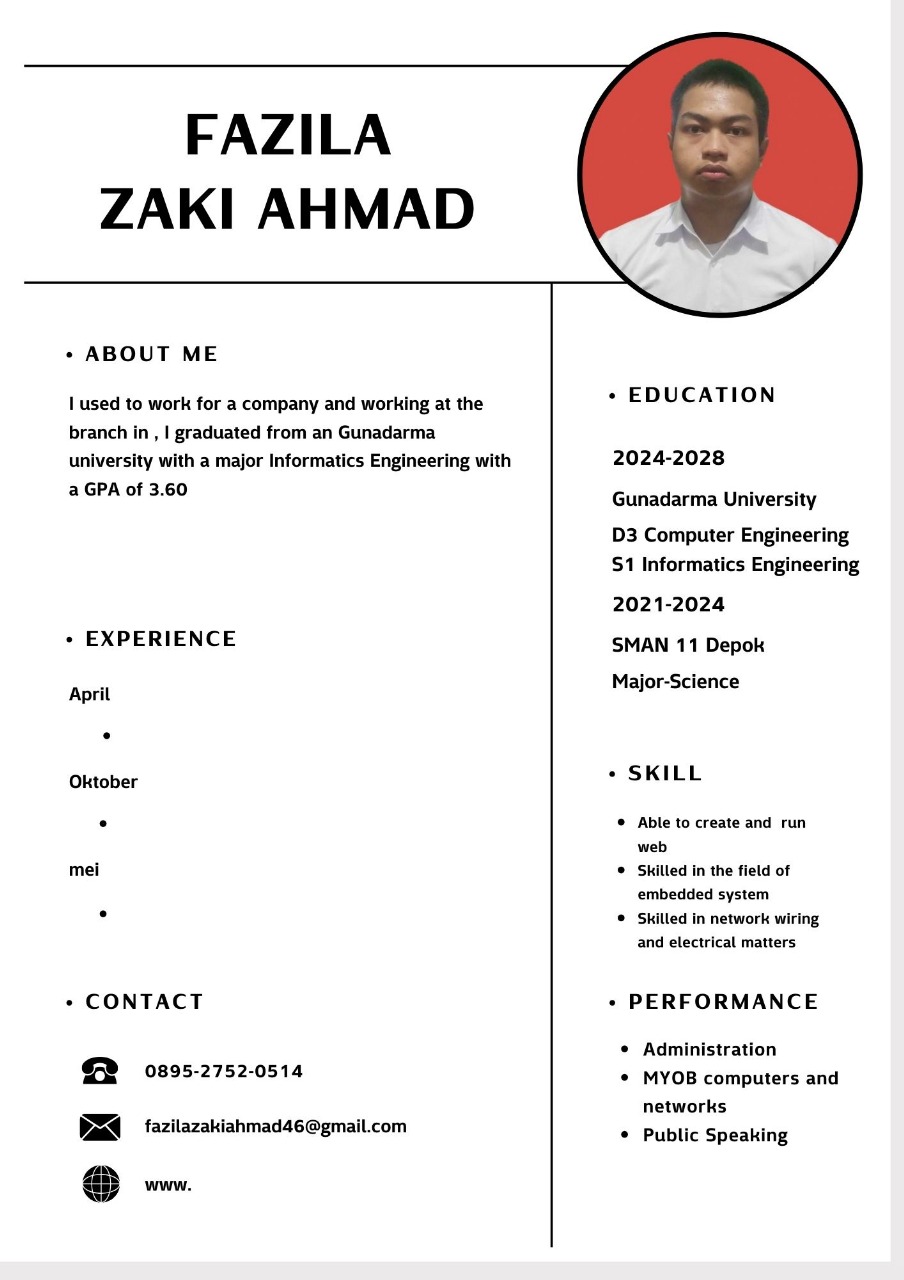 FAZILA
ZAKI AHMAD
ABOUT ME
I used to work for a company and working at the
branch in , I graduated from an Gunadarma
university with a major Informatics Engineering with
a GPA of 3.60
EXPERIENCE
April
Oktober
mei
CONTACT
0895-2752-0514
fazilazakiahmad46@gmail.com
www.
EDUCATION
2024-2028
Gunadarma University
D3 Computer Engineering
S1 Informatics Engineering
2021-2024
SMAN 11 Depok
Major-Science
SKILL
Able to create and  run
web
Skilled in the field of
embedded system
Skilled in network wiring
and electrical matters
PERFORMANCE
Administration
MYOB computers and
networks
Public Speaking